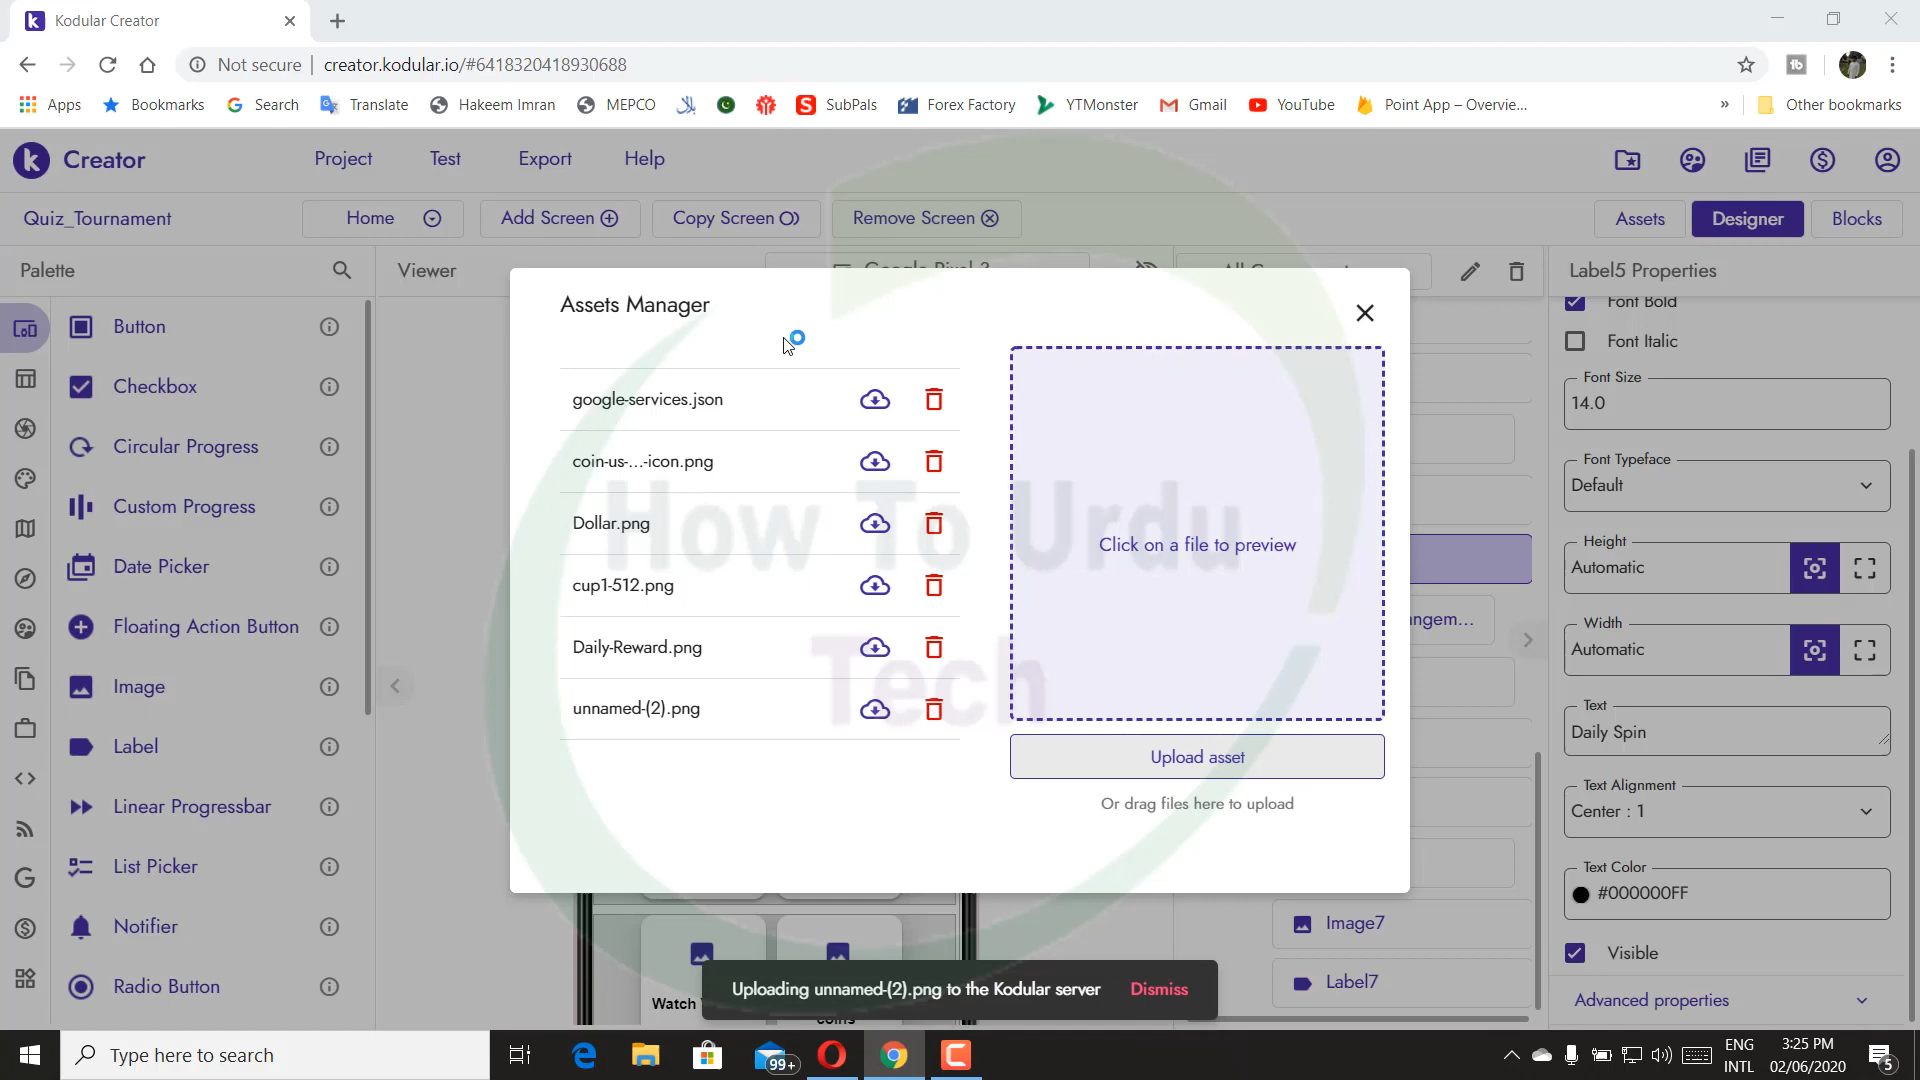 Kodular Creator
Not secure
creator.kodular.io/#6418320418930688
Apps
Bookmarks
Search
Translate
Hakeem Imran
MEPCO
SubPals
Forex Factory
YTMonster
Gmail
YouTube
Point App – Overvie...
»
Other bookmarks
Creator
Project
Test
Export
Help
Quiz_Tournament
Home
Add Screen
Copy Screen
Remove Screen
Assets
Designer
Blocks
Palette
Viewer
Label5 Properties
Button
Checkbox
Circular Progress
Custom Progress
Date Picker
Floating Action Button
Image
Label
Linear Progressbar
List Picker
Notifier
Radio Button
Assets Manager
google-services.json
coin-us-...-icon.png
Dollar.png
cup1-512.png
Daily-Reward.png
unnamed-(2).png
Click on a file to preview
Upload asset
Or drag files here to upload
How To Urdu
Tech
Watch
coins
Uploading unnamed-(2).png to the Kodular server
Dismiss
angem...
Image7
Label7
Font Bold
Font Italic
Font Size
14.0
Font Typeface
Default
Height
Automatic
Width
Automatic
Text
Daily Spin
Text Alignment
Center : 1
Text Color
#000000FF
Visible
Advanced properties
Type here to search
99+
ENG
INTL
3:25 PM
02/06/2020
5